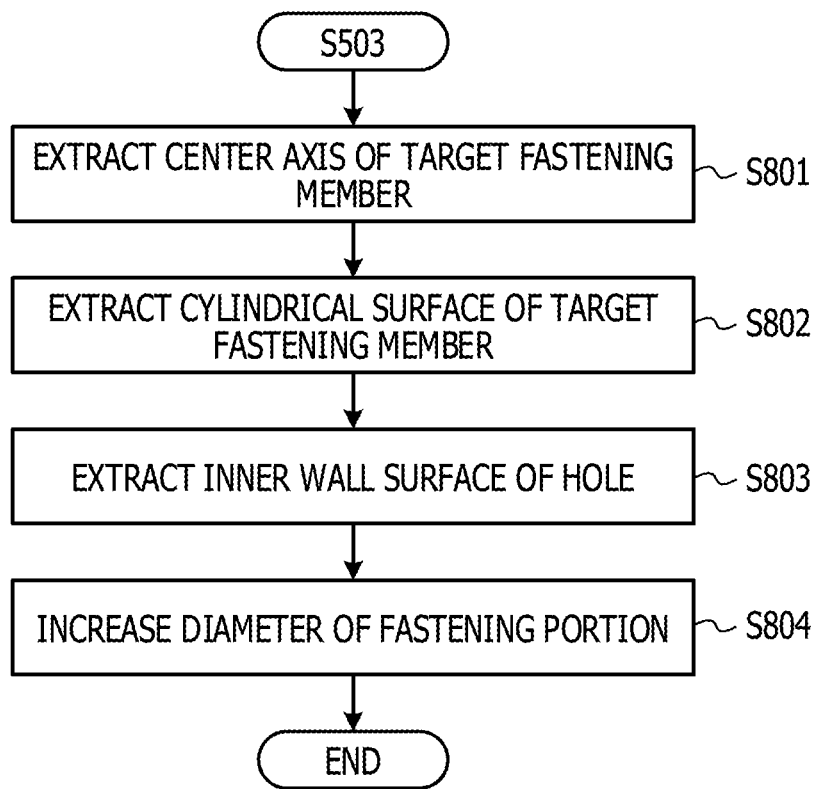 S503
EXTRACT CENTER AXIS OF TARGET FASTENING
MEMBER
S801
EXTRACT CYLINDRICAL SURFACE OF TARGET
FASTENING MEMBER
S802
EXTRACT INNER WALL SURFACE OF HOLE
S803
INCREASE DIAMETER OF FASTENING PORTION
S804
END